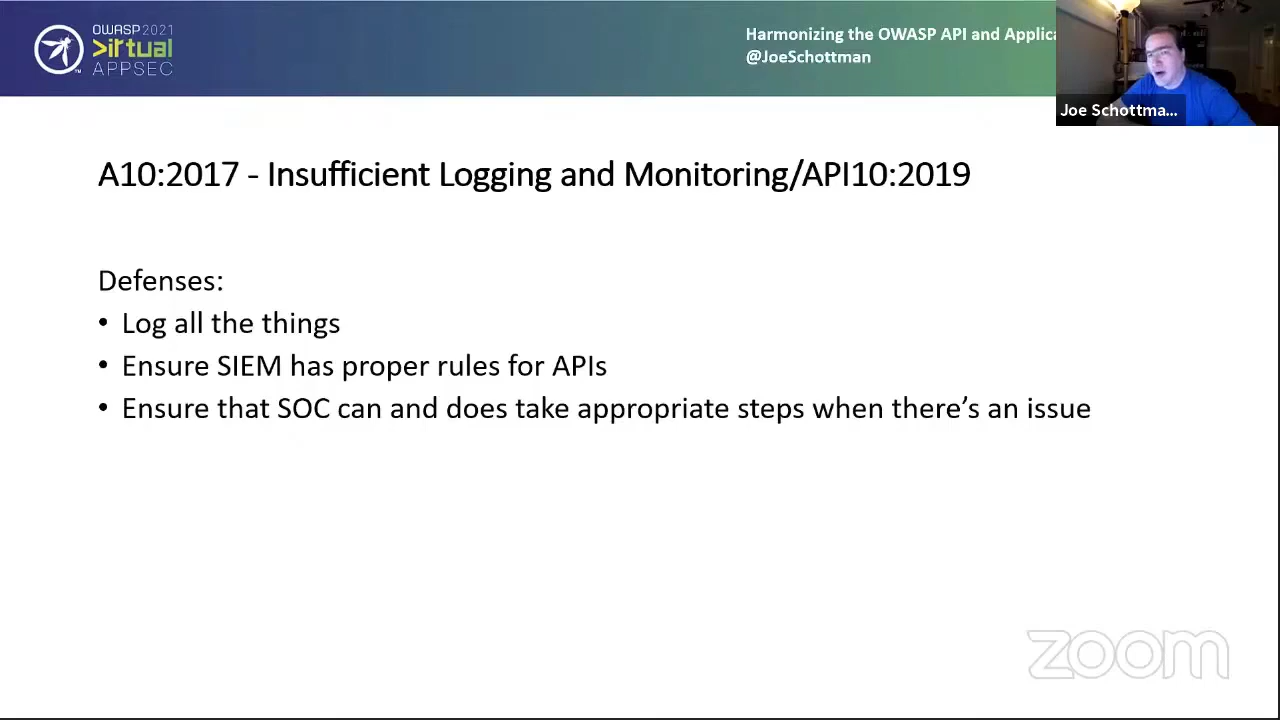 OWASP 2021
>irtual
APPSEC
Harmonizing the OWASP API and Applica
@JoeSchottman
Joe Schottma...
A10:2017 - Insufficient Logging and Monitoring/API10:2019
Defenses:
• Log all the things
• Ensure SIEM has proper rules for APIs
• Ensure that SOC can and does take appropriate steps when there’s an issue
zoom